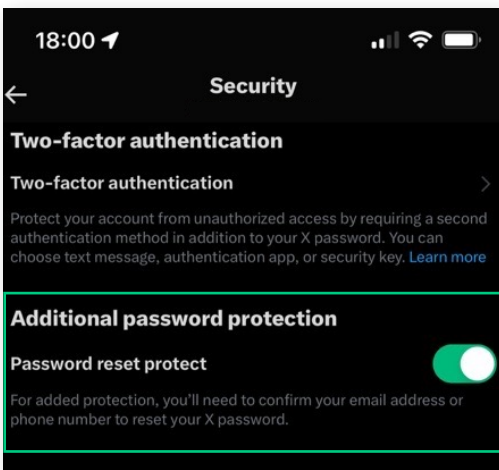 18:00
Security
Two-factor authentication
Two-factor authentication
Protect your account from unauthorized access by requiring a second
authentication method in addition to your X password. You can
choose text message, authentication app, or security key. Learn more
Additional password protection
Password reset protect
For added protection, you'll need to confirm your email address or
phone number to reset your X password.